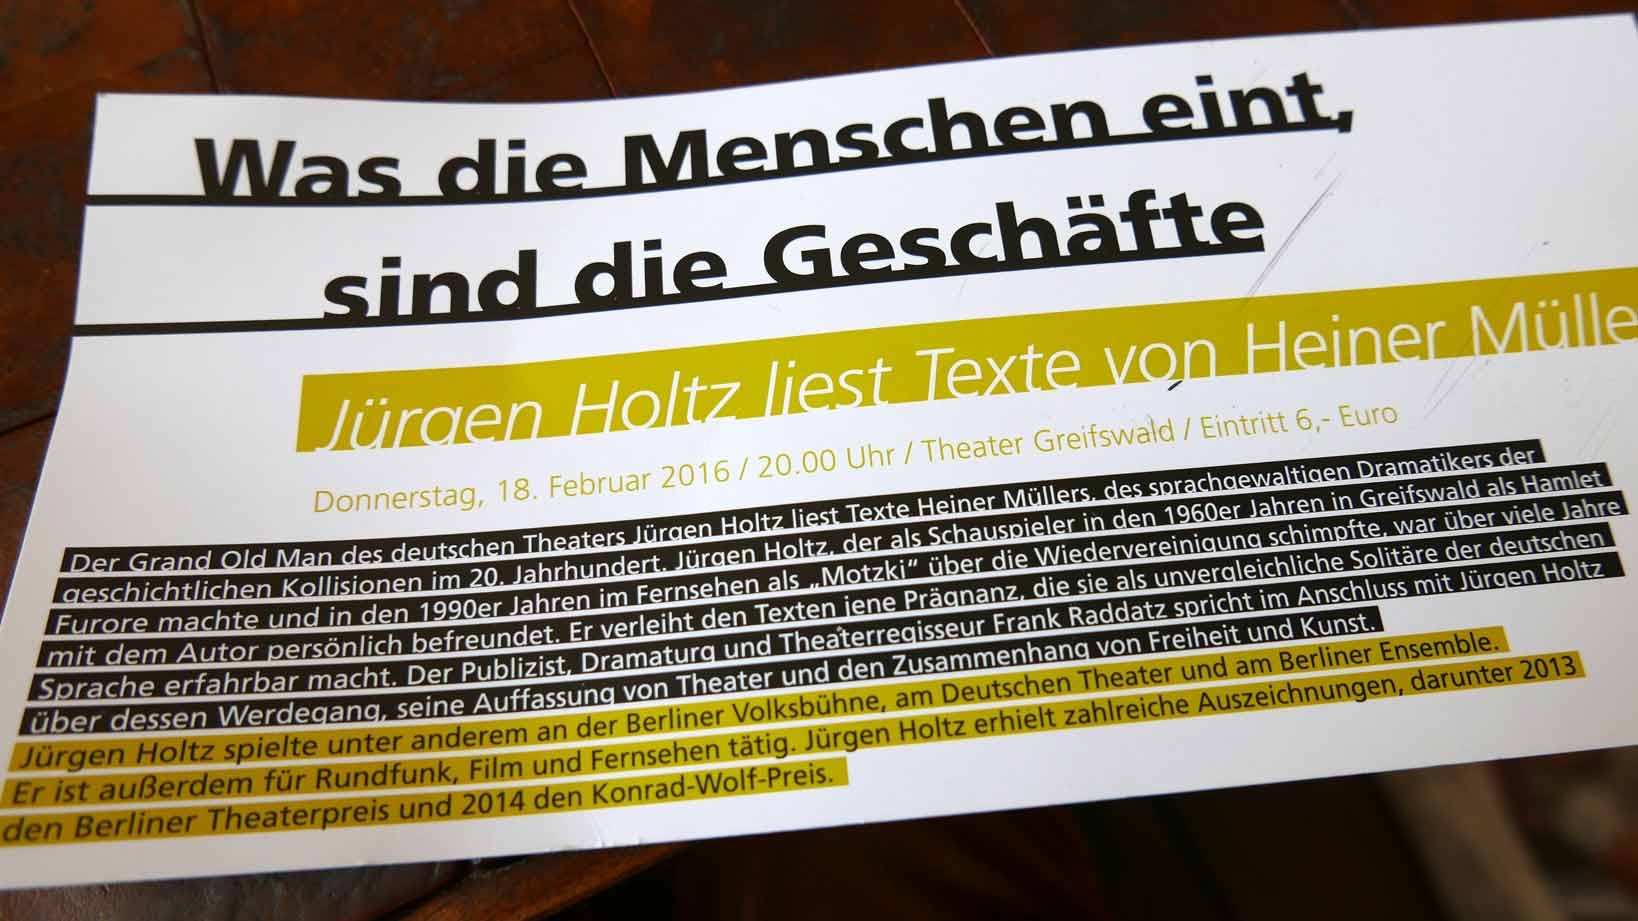 Was die Menschen eint,
sind die Geschäfte
Jürgen Holtz liest Texte von Heiner Mülle
Donnerstag, 18. Februar 2016 / 20.00 Uhr / Theater Greifswald / Eintritt 6,- Euro
Der Grand Old Man des deutschen Theaters Jürgen Holtz liest Texte Heiner Müllers, des sprachgewaltigen Dramatikers der
geschichtlichen Kollisionen im 20. Jahrhundert. Jürgen Holtz, der als Schauspieler in den 1960er Jahren in Greifswald als Hamlet
Furore machte und in den 1990er Jahren im Fernsehen als „Motzki“ über die Wiedervereinigung schimpfte, war über viele Jahre
mit dem Autor persönlich befreundet. Er verleiht den Texten jene Prägnanz, die sie als unvergleichliche Solitäre der deutschen
Sprache erfahrbar macht. Der Publizist, Dramaturg und Theaterregisseur Frank Raddatz spricht im Anschluss mit Jürgen Holtz
über dessen Werdegang, seine Auffassung von Theater und den Zusammenhang von Freiheit und Kunst.
Jürgen Holtz spielte unter anderem an der Berliner Volksbühne, am Deutschen Theater und am Berliner Ensemble.
Er ist außerdem für Rundfunk, Film und Fernsehen tätig. Jürgen Holtz erhielt zahlreiche Auszeichnungen, darunter 2013
den Berliner Theaterpreis und 2014 den Konrad-Wolf-Preis.